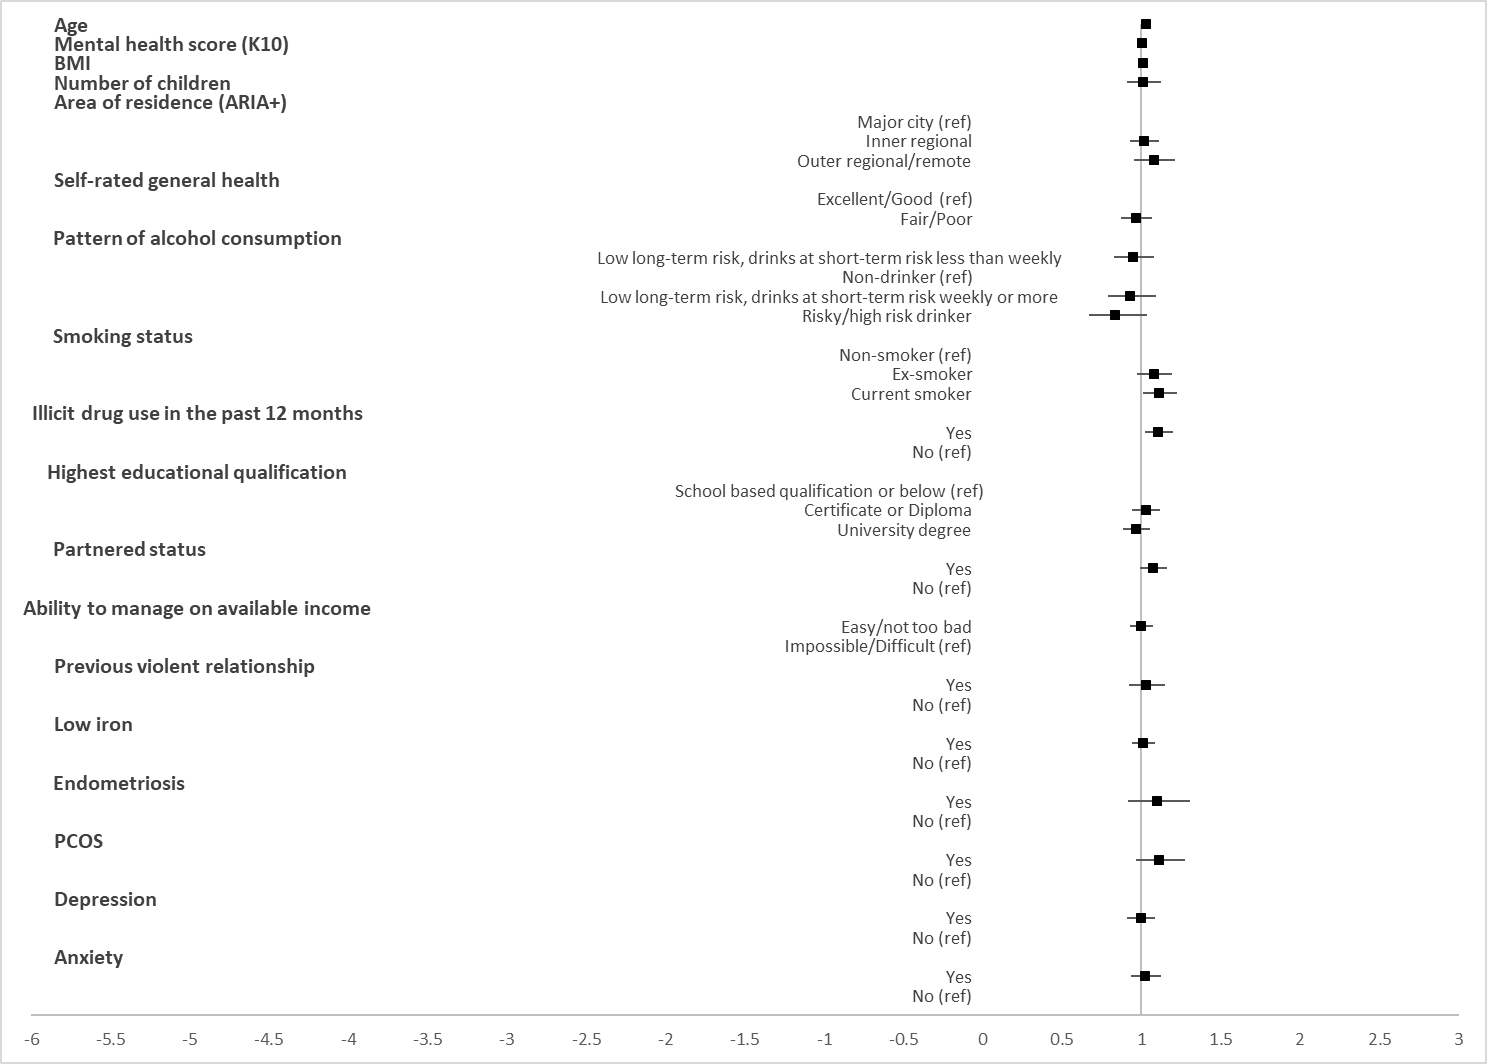 Age
Mental health score (K10)
BMI
Number of children
Area of residence (ARIA+)
Major city (ref)
Inner regional
Outer regional/remote
Self-rated general health
Excellent/Good (ref)
Fair/Poor
Pattern of alcohol consumption
Low long-term risk, drinks at short-term risk less than weekly
Non-drinker (ref)
Low long-term risk, drinks at short-term risk weekly or more
Risky/high risk drinker
Smoking status
Non-smoker (ref)
Ex-smoker
Current smoker
Illicit drug use in the past 12 months
Yes
No (ref)
Highest educational qualification
School based qualification or below (ref)
Certificate or Diploma
University degree
Partnered status
Yes
No (ref)
Ability to manage on available income
Easy/not too bad
Impossible/Difficult (ref)
Previous violent relationship
Yes
No (ref)
Low iron
Yes
No (ref)
Endometriosis
Yes
No (ref)
PCOS
Yes
No (ref)
Depression
Yes
No (ref)
Anxiety
Yes
No (ref)
-6 -5.5 -5 -4.5 -4 -3.5 -3 -2.5 -2 -1.5 -1 -0.5 0 0.5 1 1.5 2 2.5 3